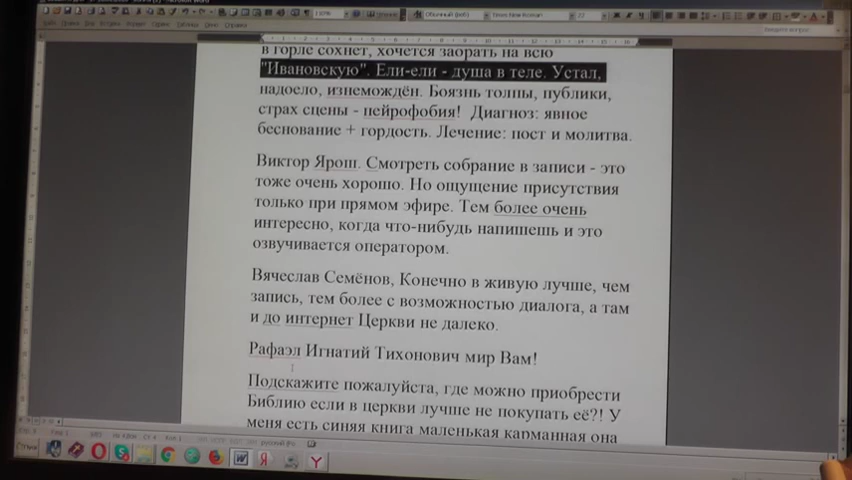 Обычный (веб)
Times New Roman
в горле сохнет, хочется заорать на всю
"Ивановскую". Ели-ели - душа в теле. Устал,
надоело, изнемождён. Боязнь толпы, публики,
страх сцены - пейрофобия!  Диагноз: явное
беснование + гордость. Лечение: пост и молитва.
Виктор Ярош. Смотреть собрание в записи - это
тоже очень хорошо. Но ощущение присутствия
только при прямом эфире. Тем более очень
интересно, когда что-нибудь напишешь и это
озвучивается оператором.
Вячеслав Семёнов, Конечно в живую лучше, чем
запись, тем более с возможностью диалога, а там
и до интернет Церкви не далеко.
Рафаэл Игнатий Тихонович мир Вам!
Подскажите пожалуйста, где можно приобрести
Библию если в церкви лучше не покупать её?! У
меня есть синяя книга маленькая карманная она